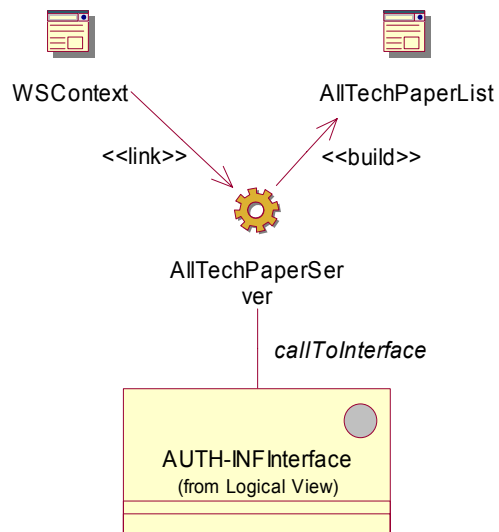 WSContext
AllTechPaperList
<<link>>
<<build>>
AllTechPaperSer
ver
callToInterface
AUTH-INFInterface
(from Logical View)